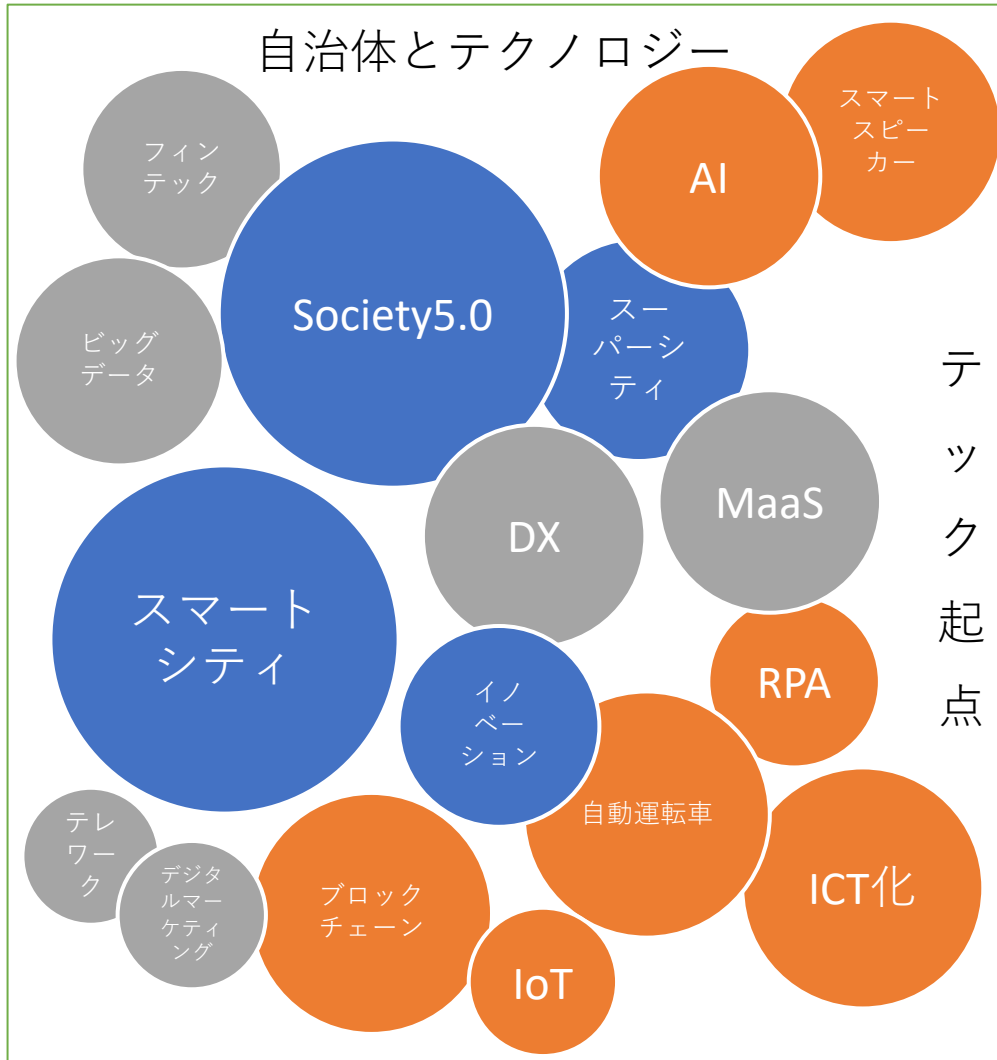 自治体とテクノロジー
フィン
テック
AI
スマート
スピー
カー
Society5.0
スー
パーシ
ティ
ビッグ
データ
テック起点
DX
MaaS
スマート
シティ
イノ
ベー
ション
RPA
自動運転車
テレ
ワー
ク
デジタ
ルマー
ケティ
ング
ブロック
チェーン
IoT
ICT化